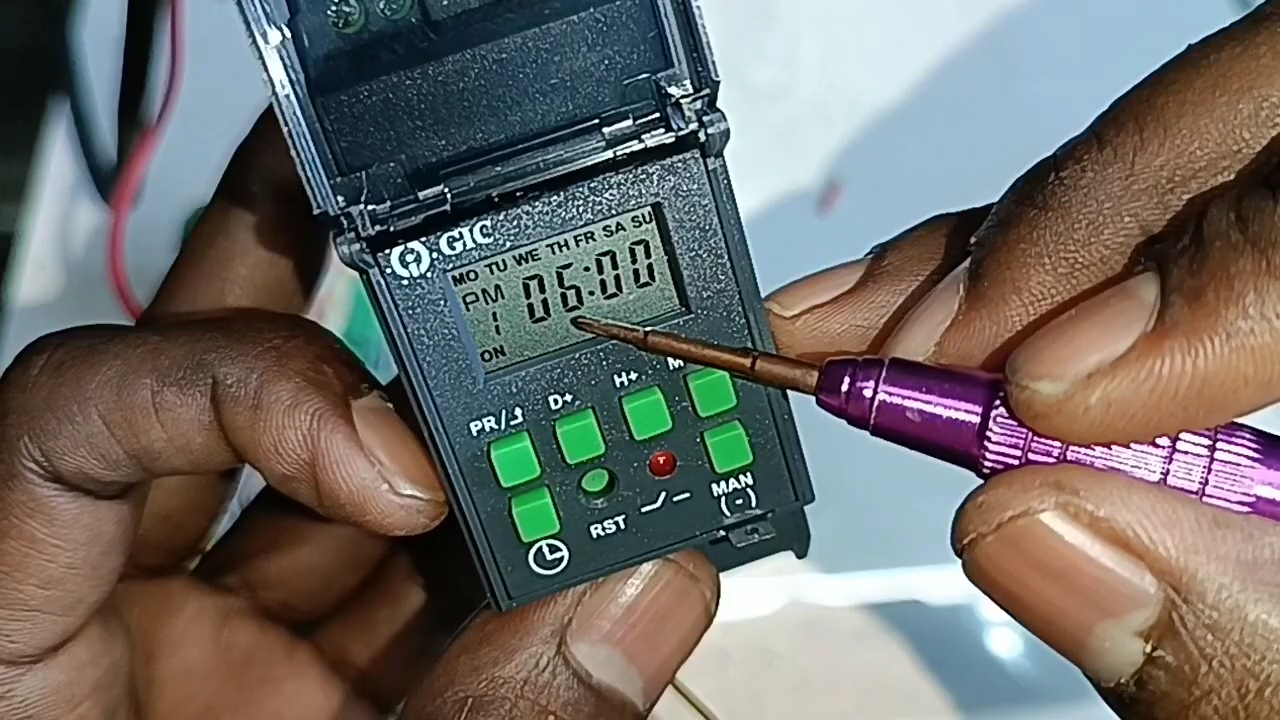 GIC
MO TU WE TH FR SA SU
PM 06:00
1
ON
PR/ D+ H+
RST
MAN
(-)